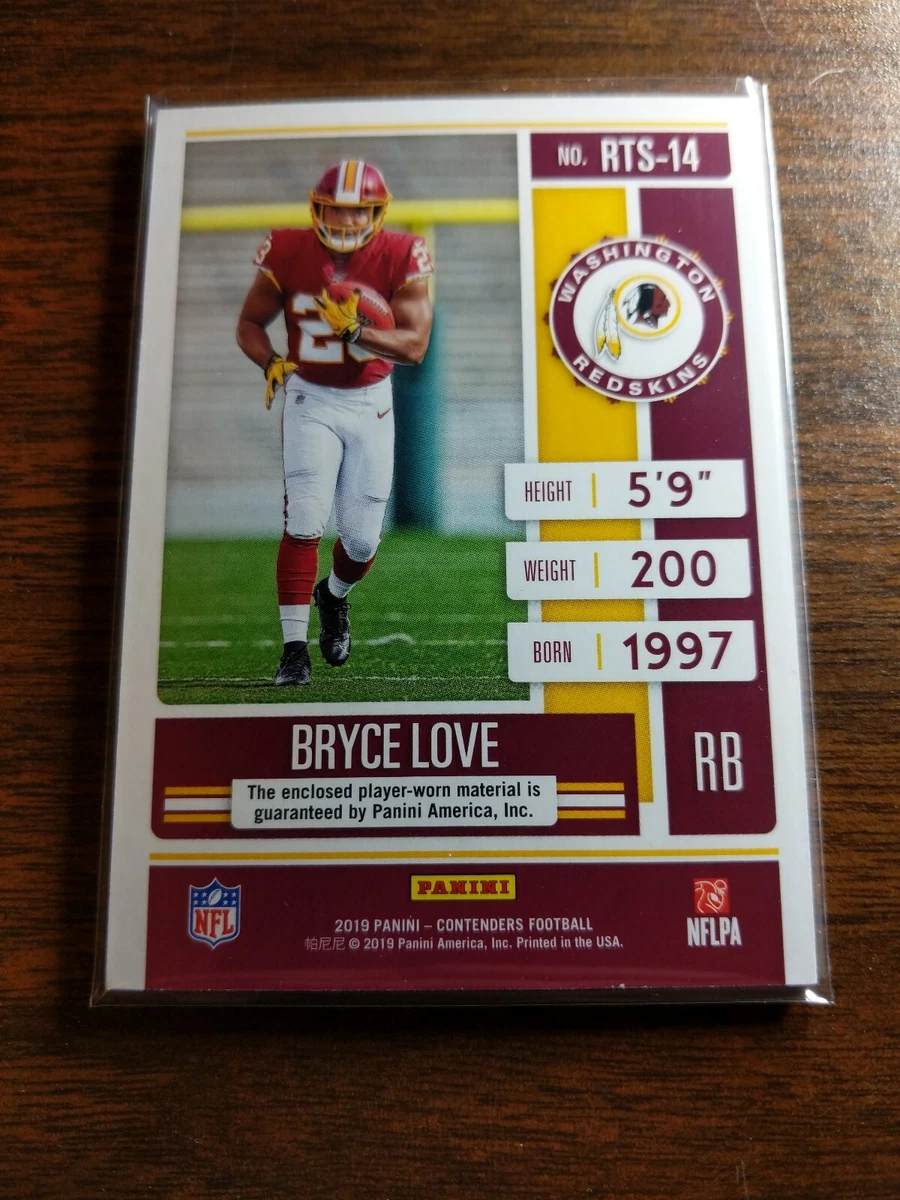 NO. RTS-14
WASHINGTON
REDSKINS
23
23
HEIGHT 5'9"
WEIGHT 200
BORN 1997
BRYCE LOVE
RB
The enclosed player-worn material is
guaranteed by Panini America, Inc.
NFL
PANINI
NFLPA
2019 PANINI – CONTENDERS FOOTBALL
帕尼尼 © 2019 Panini America, Inc. Printed in the USA.